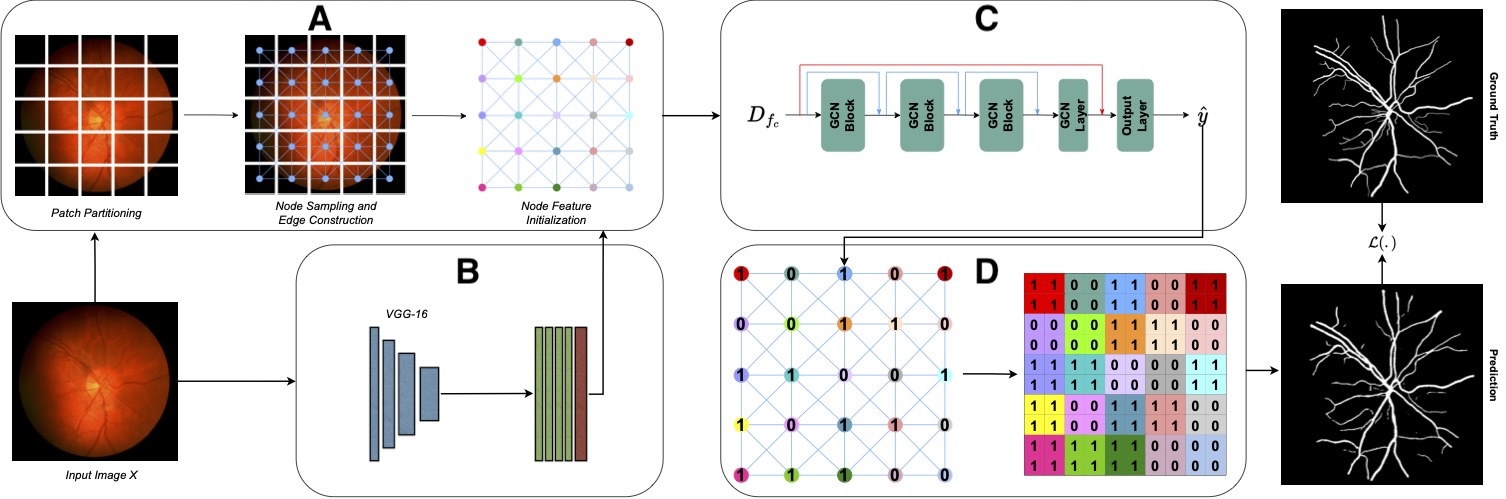 A
Patch Partitioning
Node Sampling and
Edge Construction
Node Feature
Initialization
Input Image X
B
VGG-16
C
D_{f_c}
GCN
Block
GCN
Block
GCN
Block
GCN
Layer
Output
Layer
ŷ
D
1 0 1 0 1
0 0 1 1 0
1 1 0 0 1
1 0 1 1 0
1 1 1 0 0
1 1 0 0 1 1 0 0 1 1
1 1 0 0 1 1 0 0 1 1
0 0 0 0 1 1 1 1 0 0
0 0 0 0 1 1 1 1 0 0
1 1 1 1 0 0 0 0 1 1
1 1 1 1 0 0 0 0 1 1
1 1 0 0 1 1 1 1 0 0
1 1 0 0 1 1 1 1 0 0
1 1 1 1 1 1 0 0 0 0
1 1 1 1 1 1 0 0 0 0
Ground Truth
ℒ(.)
Prediction